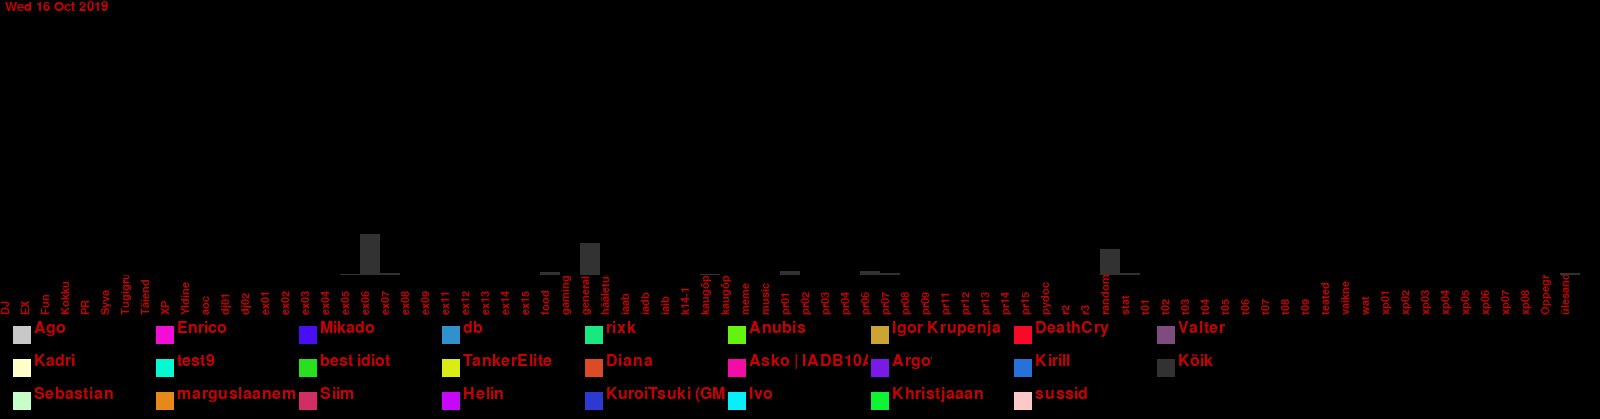 Wed 16 Oct 2019
DJ
EX
Fun
Kokku
PR
Syva
Tugigru
Täiend
XP
Yldine
aoc
dj01
dj02
ex01
ex02
ex03
ex04
ex05
ex06
ex07
ex08
ex09
ex11
ex12
ex13
ex14
ex15
food
gaming
general
hääletu
iaab
iadb
iaib
k14-1
kaugõp
kaugõp
meme
music
pr01
pr02
pr03
pr04
pr06
pr07
pr08
pr09
pr11
pr12
pr13
pr14
pr15
pydoc
r2
r3
random
stat
t01
t02
t03
t04
t05
t06
t07
t08
t09
teated
vaikne
wat
xp01
xp02
xp03
xp04
xp05
xp06
xp07
xp08
Õppegr
ülesand
Ago Enrico Mikado db rixk Anubis Igor Krupenja DeathCry Valter
Kadri test9 best idiot TankerElite Diana Asko | IADB10A Argo Kirill Kõik
Sebastian marguslaanem Siim Helin KuroiTsuki (GM Ivo Khristjaaan sussid